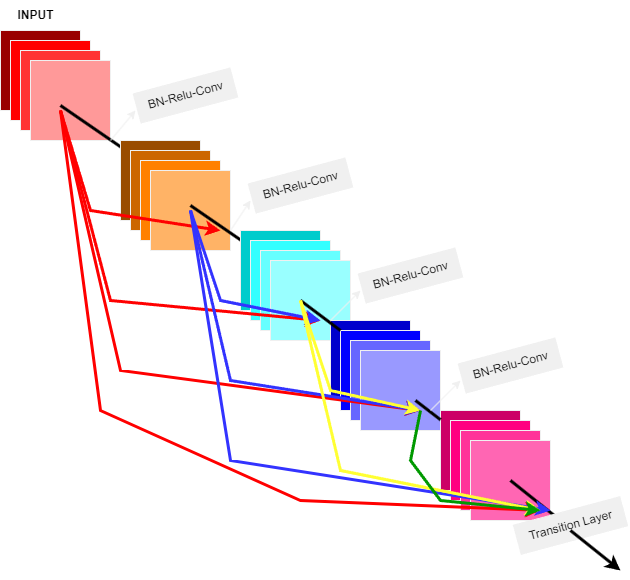 INPUT
BN-Relu-Conv
BN-Relu-Conv
BN-Relu-Conv
BN-Relu-Conv
Transition Layer